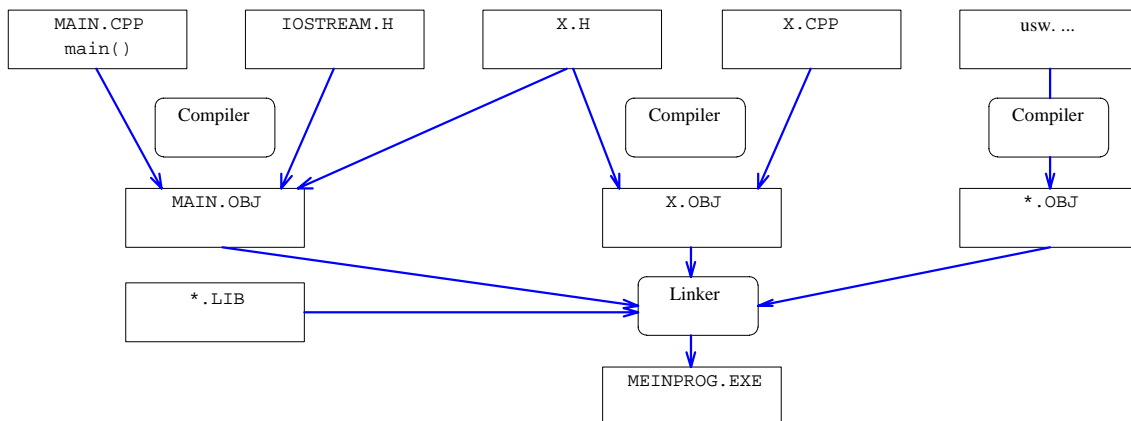 MAIN.CPP
main()
IOSTREAM.H
X.H
X.CPP
usw. ...
Compiler
Compiler
Compiler
MAIN.OBJ
X.OBJ
*.OBJ
*.LIB
Linker
MEINPROG.EXE